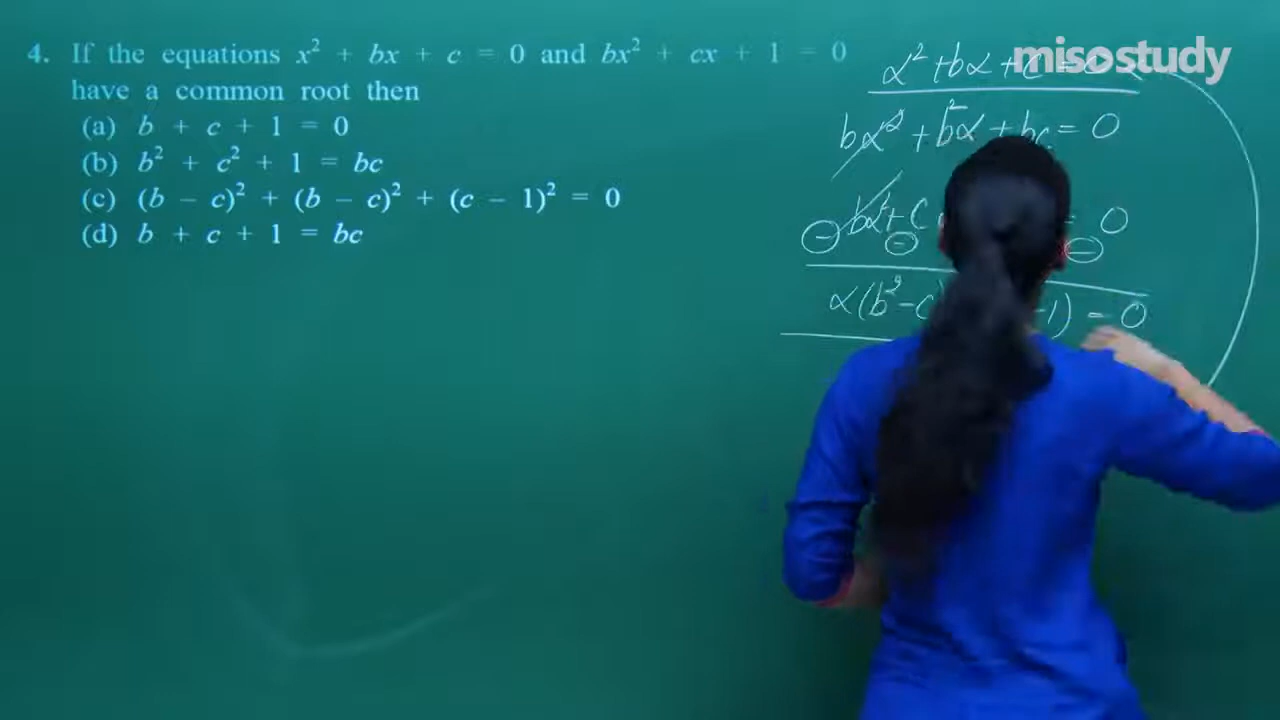 4. If the equations x² + bx + c = 0 and bx² + cx + 1 = 0
have a common root then
(a) b + c + 1 = 0
(b) b² + c² + 1 = bc
(c) (b − c)² + (b − c)² + (c − 1)² = 0
(d) b + c + 1 = bc
misostudy
α² + bα + c = 0
bα² + b²α + bc = 0
bα² + c = 0
α(b² − c −1) = 0